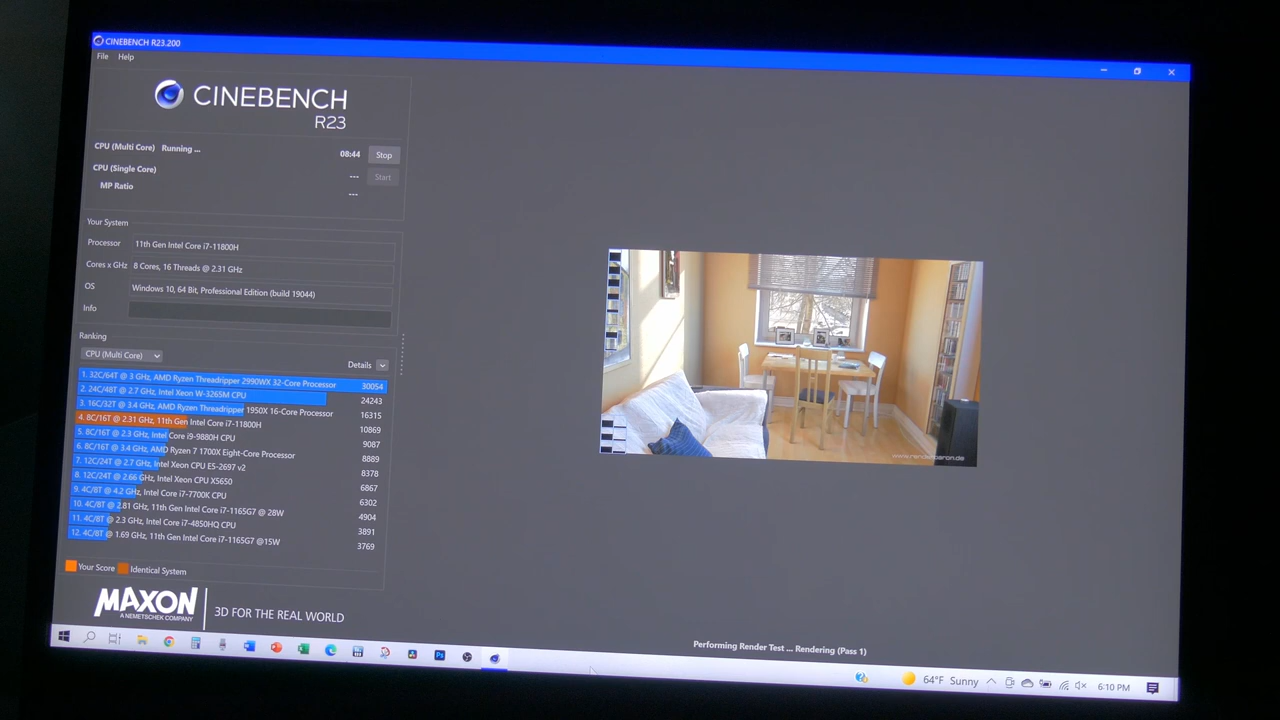 CINEBENCH R23.200
File Help
CINEBENCH
R23
CPU (Multi Core) Running ... 08:44 Stop
CPU (Single Core) --- Start
MP Ratio ---
Your System
Processor 11th Gen Intel Core i7-11800H
Cores x GHz 8 Cores, 16 Threads @ 2.31 GHz
OS Windows 10, 64 Bit, Professional Edition (build 19044)
Info
Ranking
CPU (Multi Core) Details
1. 32C/64T @ 3 GHz, AMD Ryzen Threadripper 2990WX 32-Core Processor 30054
2. 24C/48T @ 2.7 GHz, Intel Xeon W-3265M CPU 24243
3. 16C/32T @ 3.4 GHz, AMD Ryzen Threadripper 1950X 16-Core Processor 16315
4. 8C/16T @ 2.31 GHz, 11th Gen Intel Core i7-11800H 10869
5. 8C/16T @ 2.3 GHz, Intel Core i9-9880H CPU 9087
6. 8C/16T @ 3.4 GHz, AMD Ryzen 7 1700X Eight-Core Processor 8889
7. 12C/24T @ 2.7 GHz, Intel Xeon CPU E5-2697 v2 8378
8. 12C/24T @ 2.66 GHz, Intel Xeon CPU X5650 6867
9. 4C/8T @ 4.2 GHz, Intel Core i7-7700K CPU 6302
10. 4C/8T @ 2.81 GHz, 11th Gen Intel Core i7-1165G7 @ 28W 4904
11. 4C/8T @ 2.3 GHz, Intel Core i7-4850HQ CPU 3891
12. 4C/8T @ 1.69 GHz, 11th Gen Intel Core i7-1165G7 @15W 3769
Your Score Identical System
MAXON
A NEMETSCHEK COMPANY
3D FOR THE REAL WORLD
www.renderbaron.de
Performing Render Test ... Rendering (Pass 1)
64°F Sunny 6:10 PM